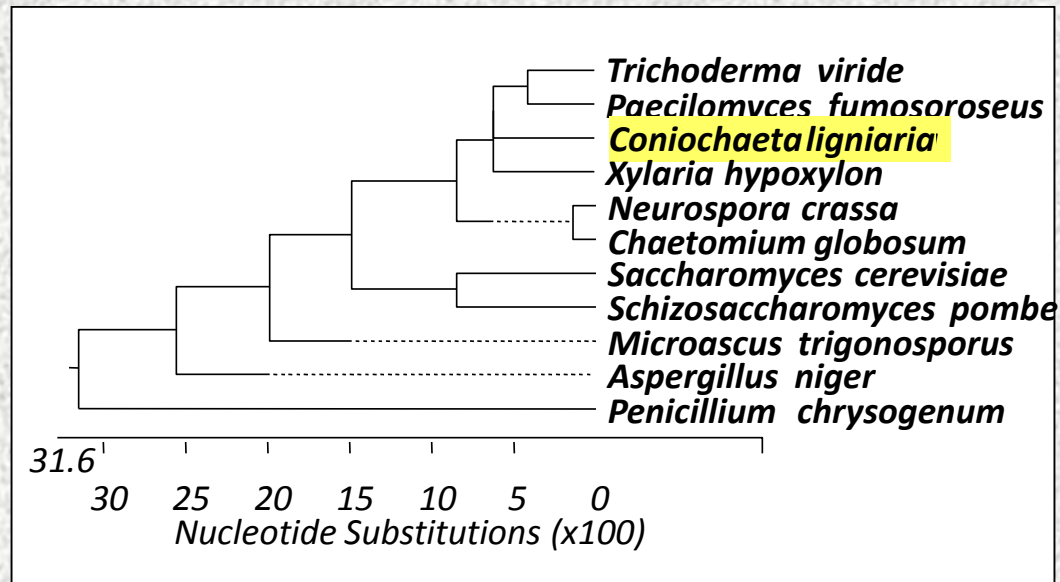 Trichoderma viride
Paecilomyces fumosoroseus
Coniochaeta ligniaria
Xylaria hypoxylon
Neurospora crassa
Chaetomium globosum
Saccharomyces cerevisiae
Schizosaccharomyces pombe
Microascus trigonosporus
Aspergillus niger
Penicillium chrysogenum
31.6
30 25 20 15 10 5 0
Nucleotide Substitutions (x100)